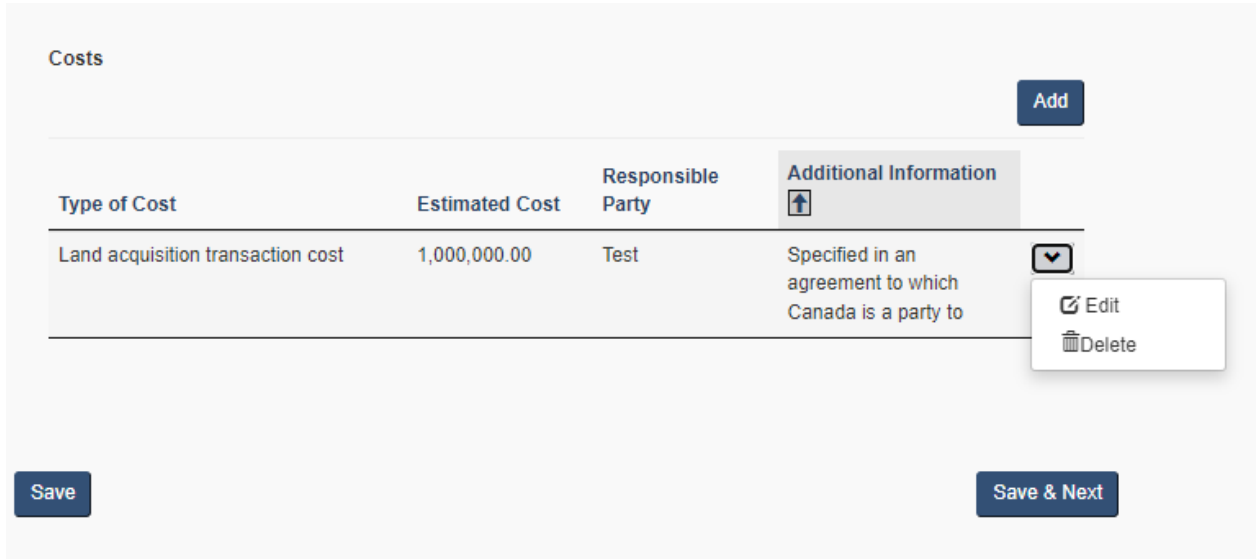 Costs
Add
Type of Cost
Estimated Cost
Responsible
Party
Additional Information
Land acquisition transaction cost
1,000,000.00
Test
Specified in an
agreement to which
Canada is a party to
Edit
Delete
Save
Save & Next